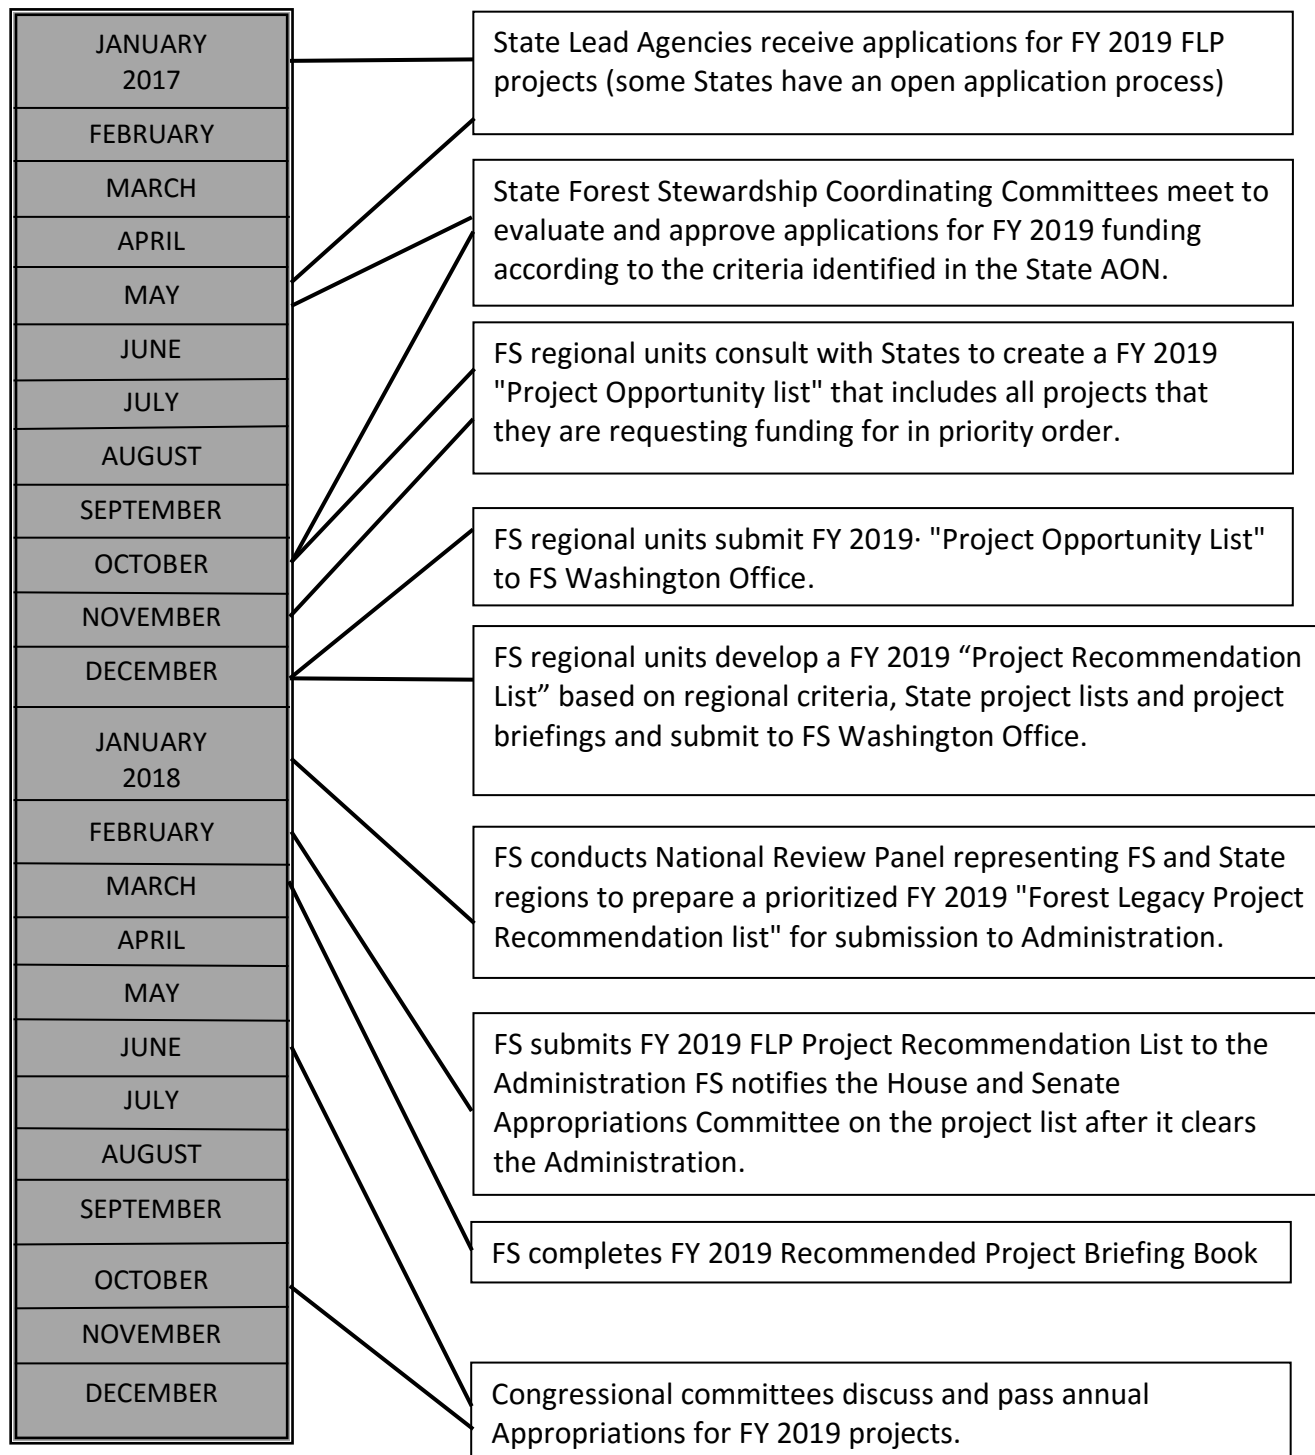 JANUARY
2017
FEBRUARY
MARCH
APRIL
MAY
JUNE
JULY
AUGUST
SEPTEMBER
OCTOBER
NOVEMBER
DECEMBER
JANUARY
2018
FEBRUARY
MARCH
APRIL
MAY
JUNE
JULY
AUGUST
SEPTEMBER
OCTOBER
NOVEMBER
DECEMBER
State Lead Agencies receive applications for FY 2019 FLP
projects (some States have an open application process)
State Forest Stewardship Coordinating Committees meet to
evaluate and approve applications for FY 2019 funding
according to the criteria identified in the State AON.
FS regional units consult with States to create a FY 2019
"Project Opportunity list" that includes all projects that
they are requesting funding for in priority order.
FS regional units submit FY 2019· "Project Opportunity List"
to FS Washington Office.
FS regional units develop a FY 2019 “Project Recommendation
List” based on regional criteria, State project lists and project
briefings and submit to FS Washington Office.
FS conducts National Review Panel representing FS and State
regions to prepare a prioritized FY 2019 "Forest Legacy Project
Recommendation list" for submission to Administration.
FS submits FY 2019 FLP Project Recommendation List to the
Administration FS notifies the House and Senate
Appropriations Committee on the project list after it clears
the Administration.
FS completes FY 2019 Recommended Project Briefing Book
Congressional committees discuss and pass annual
Appropriations for FY 2019 projects.